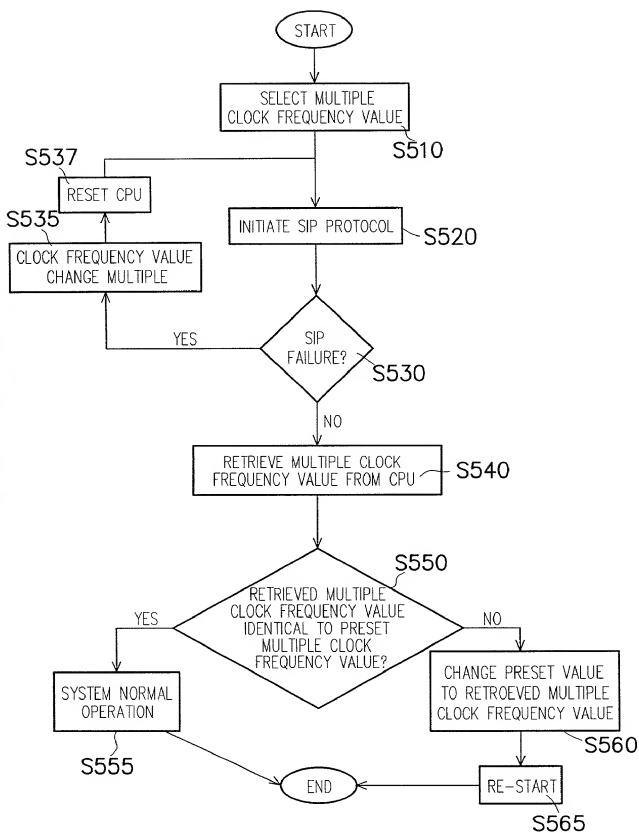 START
SELECT MULTIPLE
CLOCK FREQUENCY VALUE
S510
S537
RESET CPU
S535
CLOCK FREQUENCY VALUE
CHANGE MULTIPLE
INITIATE SIP PROTOCOL
S520
YES
SIP
FAILURE?
S530
NO
RETRIEVE MULTIPLE CLOCK
FREQUENCY VALUE FROM CPU
S540
S550
RETRIEVED MULTIPLE
CLOCK FREQUENCY VALUE
IDENTICAL TO PRESET
MULTIPLE CLOCK
FREQUENCY VALUE?
YES
NO
SYSTEM NORMAL
OPERATION
S555
CHANGE PRESET VALUE
TO RETROEVED MULTIPLE
CLOCK FREQUENCY VALUE
S560
END
RE-START
S565